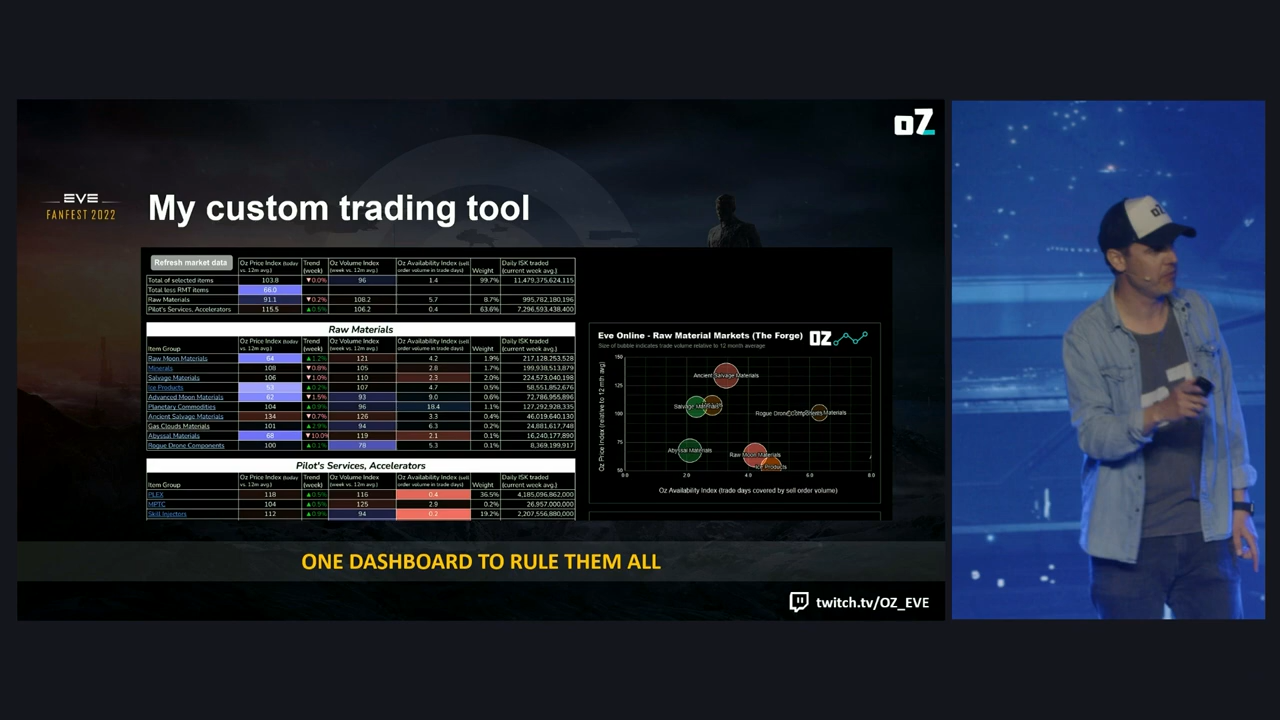 OZ
EVE
FANFEST 2022
My custom trading tool
Refresh market data
Oz Price Index (today vs. 12m avg.) Trend (week) Oz Volume Index (week vs. 12m avg.) Oz Availability Index (sell order volume in trade days) Weight Daily ISK traded (current week avg.)
Total of selected items 103.8 ▼0.0% 96 1.4 99.7% 11,479,375,624,115
Total less RMT items 66.0
Raw Materials 91.1 ▼0.2% 108.2 5.7 8.7% 995,782,180,196
Pilot's Services, Accelerators 115.5 ▲0.5% 106.2 0.4 63.6% 7,296,593,438,400
Raw Materials
Item Group Oz Price Index (today vs. 12m avg.) Trend (week) Oz Volume Index (week vs. 12m avg.) Oz Availability Index (sell order volume in trade days) Weight Daily ISK traded (current week avg.)
Raw Moon Materials 64 ▲1.2% 121 4.2 1.9% 217,128,253,528
Minerals 108 ▼0.8% 105 2.8 1.7% 199,938,513,879
Salvage Materials 106 ▼1.0% 110 2.3 2.0% 224,573,040,198
Ice Products 53 ▲0.2% 107 4.7 0.5% 58,551,852,676
Advanced Moon Materials 62 ▼1.5% 93 9.0 0.6% 72,786,955,896
Planetary Commodities 104 ▲0.9% 96 18.4 1.1% 127,292,928,335
Ancient Salvage Materials 134 ▼0.7% 126 3.3 0.4% 46,019,640,130
Gas Clouds Materials 101 ▲2.9% 94 6.3 0.2% 24,881,617,748
Abyssal Materials 68 ▼10.0% 119 2.1 0.1% 16,240,177,890
Rogue Drone Components 100 ▲0.1% 76 5.3 0.1% 8,369,199,917
Pilot's Services, Accelerators
Item Group Oz Price Index (today vs. 12m avg.) Trend (week) Oz Volume Index (week vs. 12m avg.) Oz Availability Index (sell order volume in trade days) Weight Daily ISK traded (current week avg.)
PLEX 118 ▲0.5% 116 0.4 36.5% 4,185,096,862,000
MPTC 104 ▲0.5% 125 2.9 0.2% 26,957,000,000
Skill Injectors 112 ▲0.9% 94 0.2 19.2% 2,207,556,880,000
Eve Online - Raw Material Markets (The Forge)
OZ
Size of bubble indicates trade volume relative to 12 month average
Oz Price Index (relative to 12 mth avg)
150
125
100
75
50
Ancient Salvage Materials
Salvage Materials
Rogue Drone Components
Materials
Abyssal Materials
Raw Moon Materials
Ice Products
0.0 2.0 4.0 6.0 8.0
Oz Availability Index (trade days covered by sell order volume)
ONE DASHBOARD TO RULE THEM ALL
twitch.tv/OZ_EVE